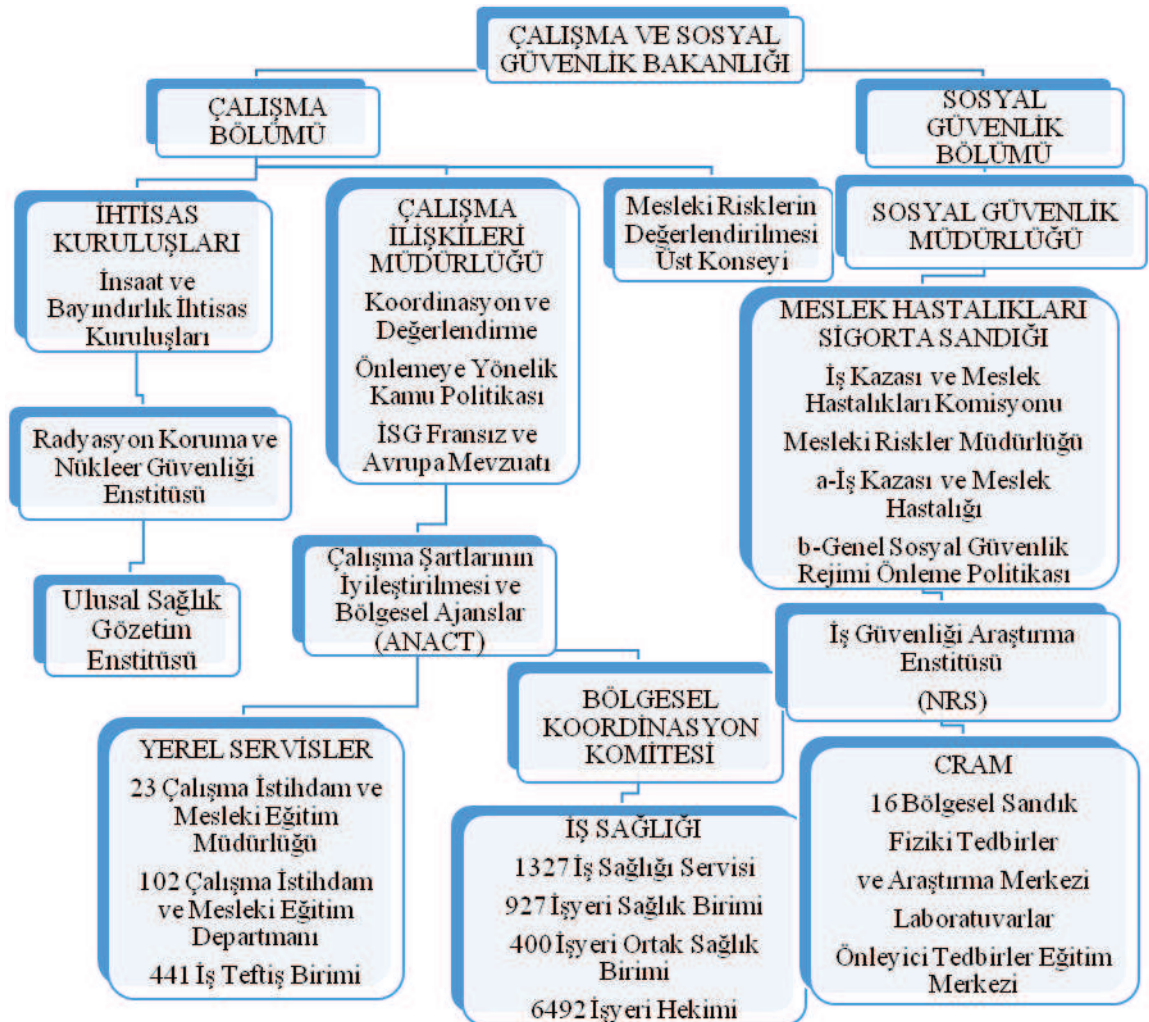 ÇALIŞMA VE SOSYAL
GÜVENLİK BAKANLIĞI
ÇALIŞMA
BÖLÜMÜ
SOSYAL
GÜVENLİK
BÖLÜMÜ
İHTİSAS
KURULUŞLARI
İnsaat ve
Bayındırlık İhtisas
Kuruluşları
ÇALIŞMA
İLİŞKİLERİ
MÜDÜRLÜĞÜ
Koordinasyon ve
Değerlendirme
Önlemeye Yönelik
Kamu Politikası
İSG Fransız ve
Avrupa Mevzuatı
Mesleki Risklerin
Değerlendirilmesi
Üst Konseyi
SOSYAL GÜVENLİK
MÜDÜRLÜĞÜ
MESLEK HASTALIKLARI
SİGORTA SANDIĞI
İş Kazası ve Meslek
Hastalıkları Komisyonu
Mesleki Riskler Müdürlüğü
a-İş Kazası ve Meslek
Hastalığı
b-Genel Sosyal Güvenlik
Rejimi Önleme Politikası
Radyasyon Koruma ve
Nükleer Güvenliği
Enstitüsü
Ulusal Sağlık
Gözetim
Enstitüsü
Çalışma Şartlarının
İyileştirilmesi ve
Bölgesel Ajanslar
(ANACT)
İş Güvenliği Araştırma
Enstitüsü
(NRS)
YEREL SERVİSLER
23 Çalışma İstihdam ve
Mesleki Eğitim
Müdürlüğü
102 Çalışma İstihdam
ve Mesleki Eğitim
Departmanı
441 İş Teftiş Birimi
BÖLGESEL
KOORDİNASYON
KOMİTESİ
İŞ SAĞLIĞI
1327 İş Sağlığı Servisi
927 İşyeri Sağlık Birimi
400 İşyeri Ortak Sağlık
Birimi
6492 İşyeri Hekimi
CRAM
16 Bölgesel Sandık
Fiziki Tedbirler
ve Araştırma Merkezi
Laboratuvarlar
Önleyici Tedbirler Eğitim
Merkezi